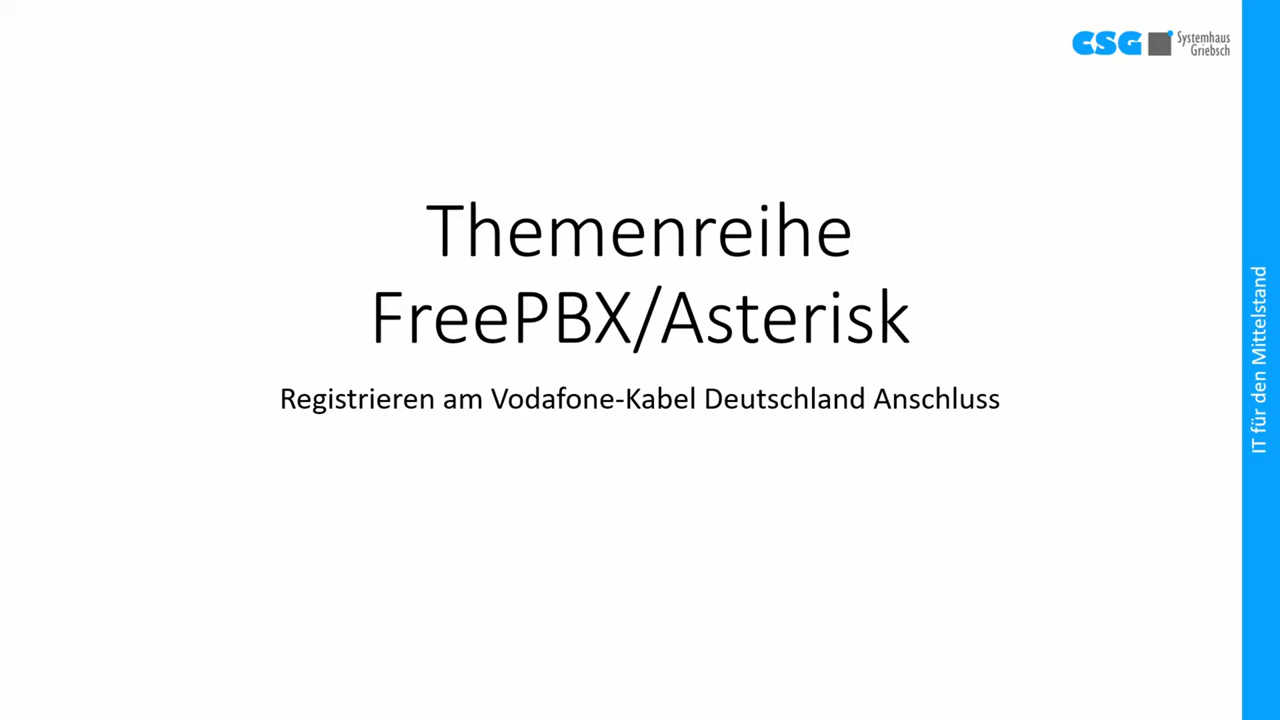 CSG Systemhaus
Griebsch
Themenreihe
FreePBX/Asterisk
Registrieren am Vodafone-Kabel Deutschland Anschluss
IT für den Mittelstand